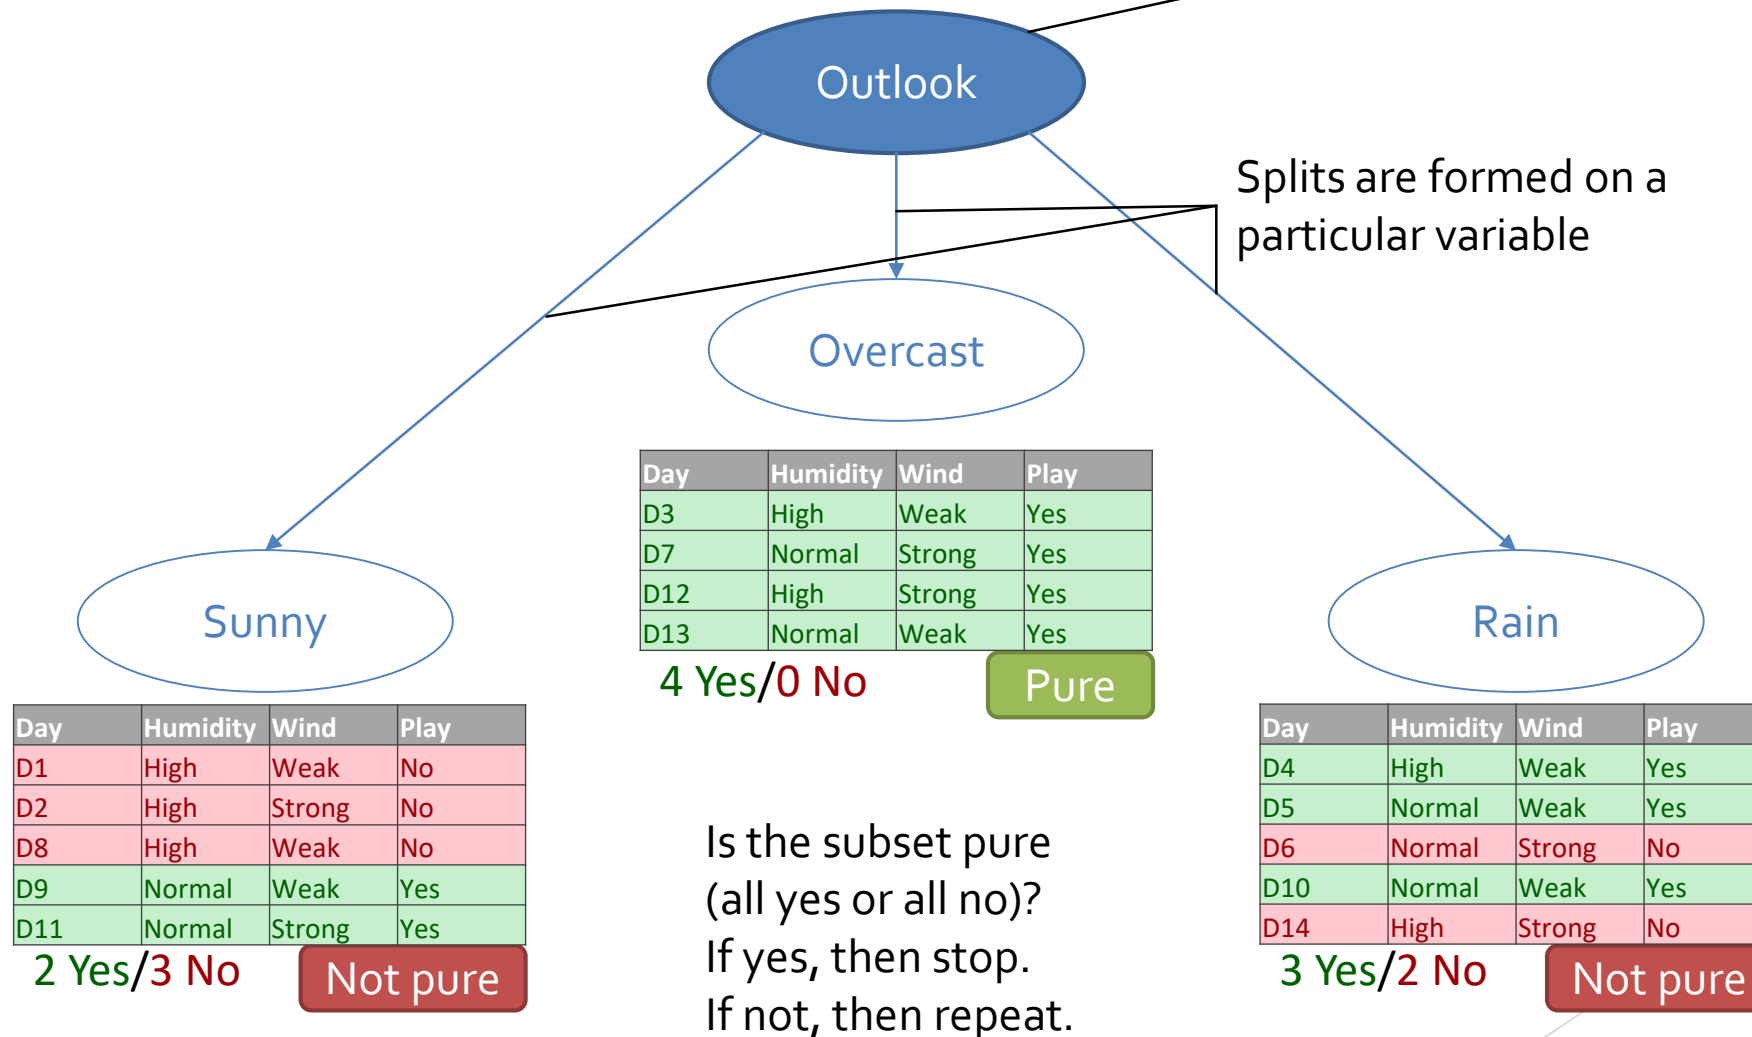 Outlook
Splits are formed on a
particular variable
Overcast
Day Humidity Wind Play
D3 High Weak Yes
D7 Normal Strong Yes
D12 High Strong Yes
D13 Normal Weak Yes
4 Yes/0 No Pure
Sunny
Day Humidity Wind Play
D1 High Weak No
D2 High Strong No
D8 High Weak No
D9 Normal Weak Yes
D11 Normal Strong Yes
2 Yes/3 No Not pure
Rain
Day Humidity Wind Play
D4 High Weak Yes
D5 Normal Weak Yes
D6 Normal Strong No
D10 Normal Weak Yes
D14 High Strong No
3 Yes/2 No Not pure
Is the subset pure
(all yes or all no)?
If yes, then stop.
If not, then repeat.